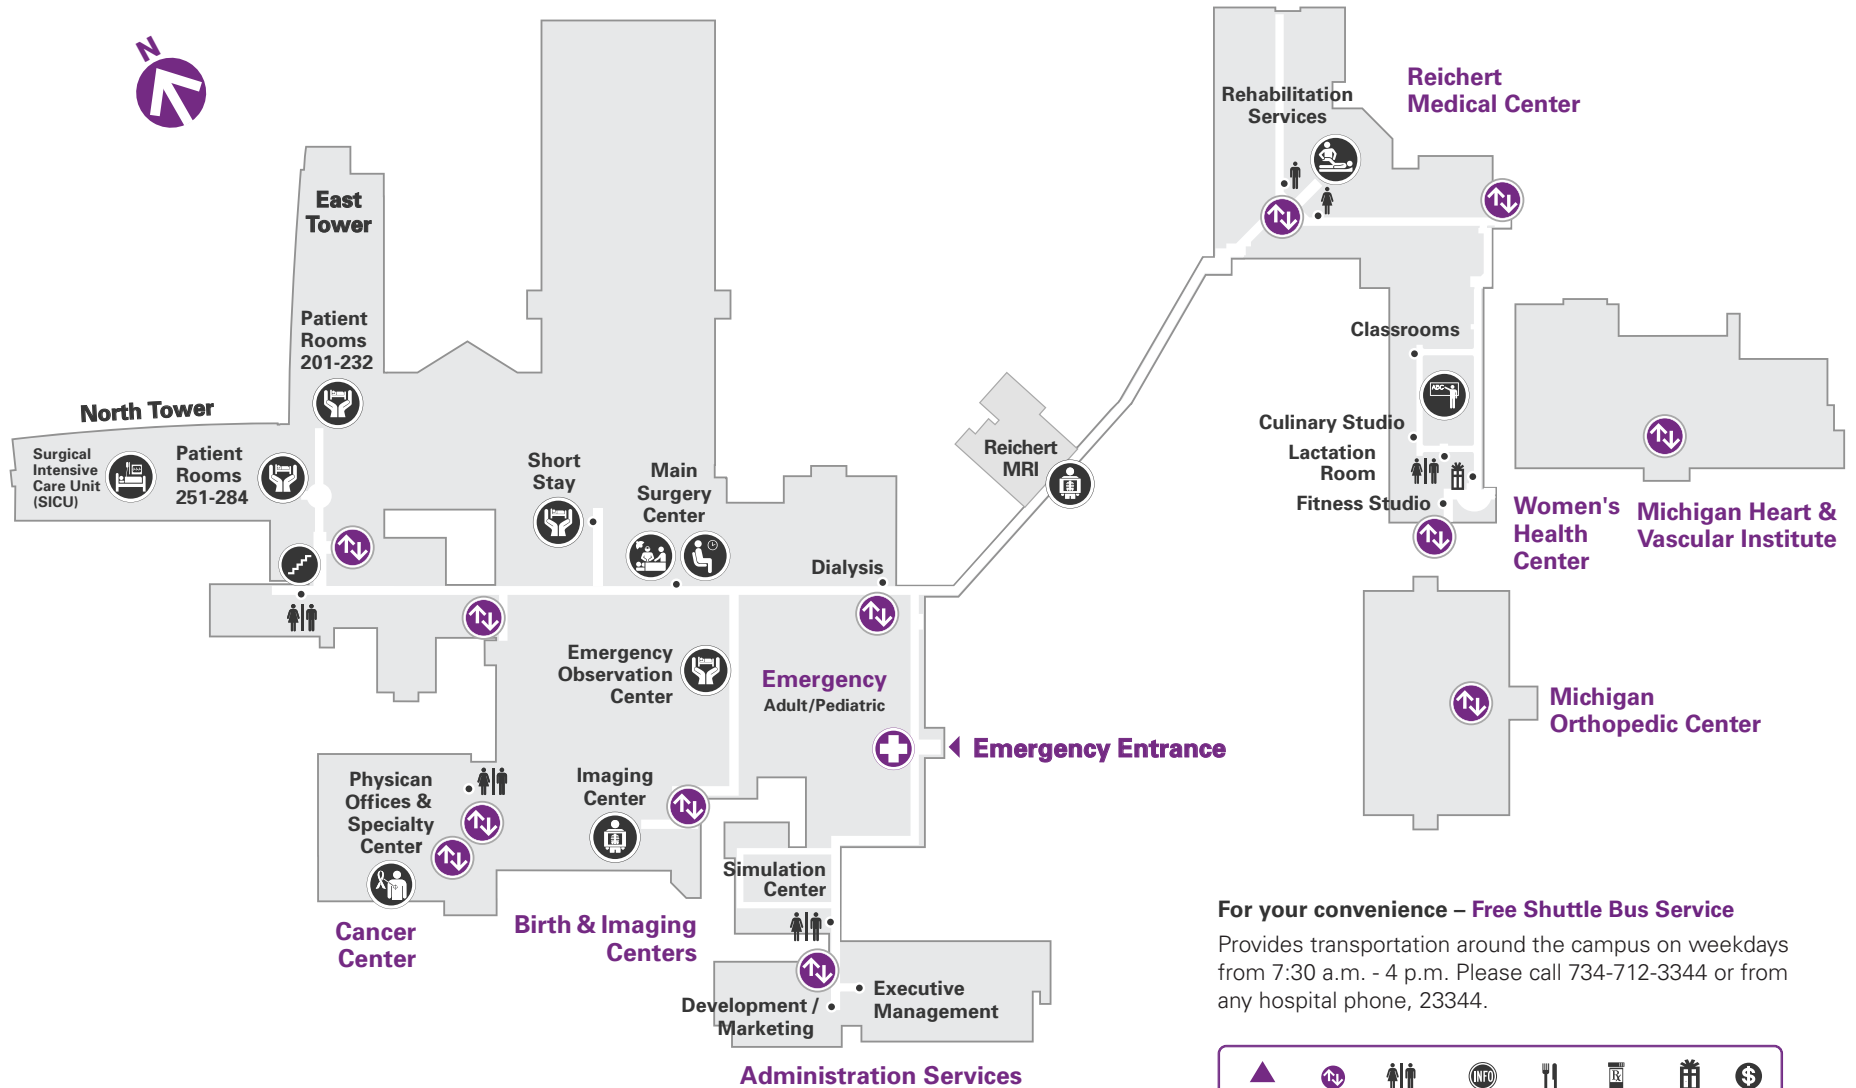 N
Reichert
Medical Center
Rehabilitation
Services
East
Tower
Patient
Rooms
201-232
North Tower
Surgical
Intensive
Care Unit
(SICU)
Patient
Rooms
251-284
Short
Stay
Main
Surgery
Center
Reichert
MRI
Classrooms
ABC
Culinary Studio
Lactation
Room
Fitness Studio
Women's
Health
Center
Michigan Heart &
Vascular Institute
Dialysis
Emergency
Observation
Center
Emergency
Adult/Pediatric
Emergency Entrance
Michigan
Orthopedic Center
Physican
Offices &
Specialty
Center
Imaging
Center
Simulation
Center
Cancer
Center
Birth & Imaging
Centers
Development /
Marketing
Executive
Management
Administration Services
For your convenience – Free Shuttle Bus Service
Provides transportation around the campus on weekdays
from 7:30 a.m. - 4 p.m. Please call 734-712-3344 or from
any hospital phone, 23344.
INFO
R
$